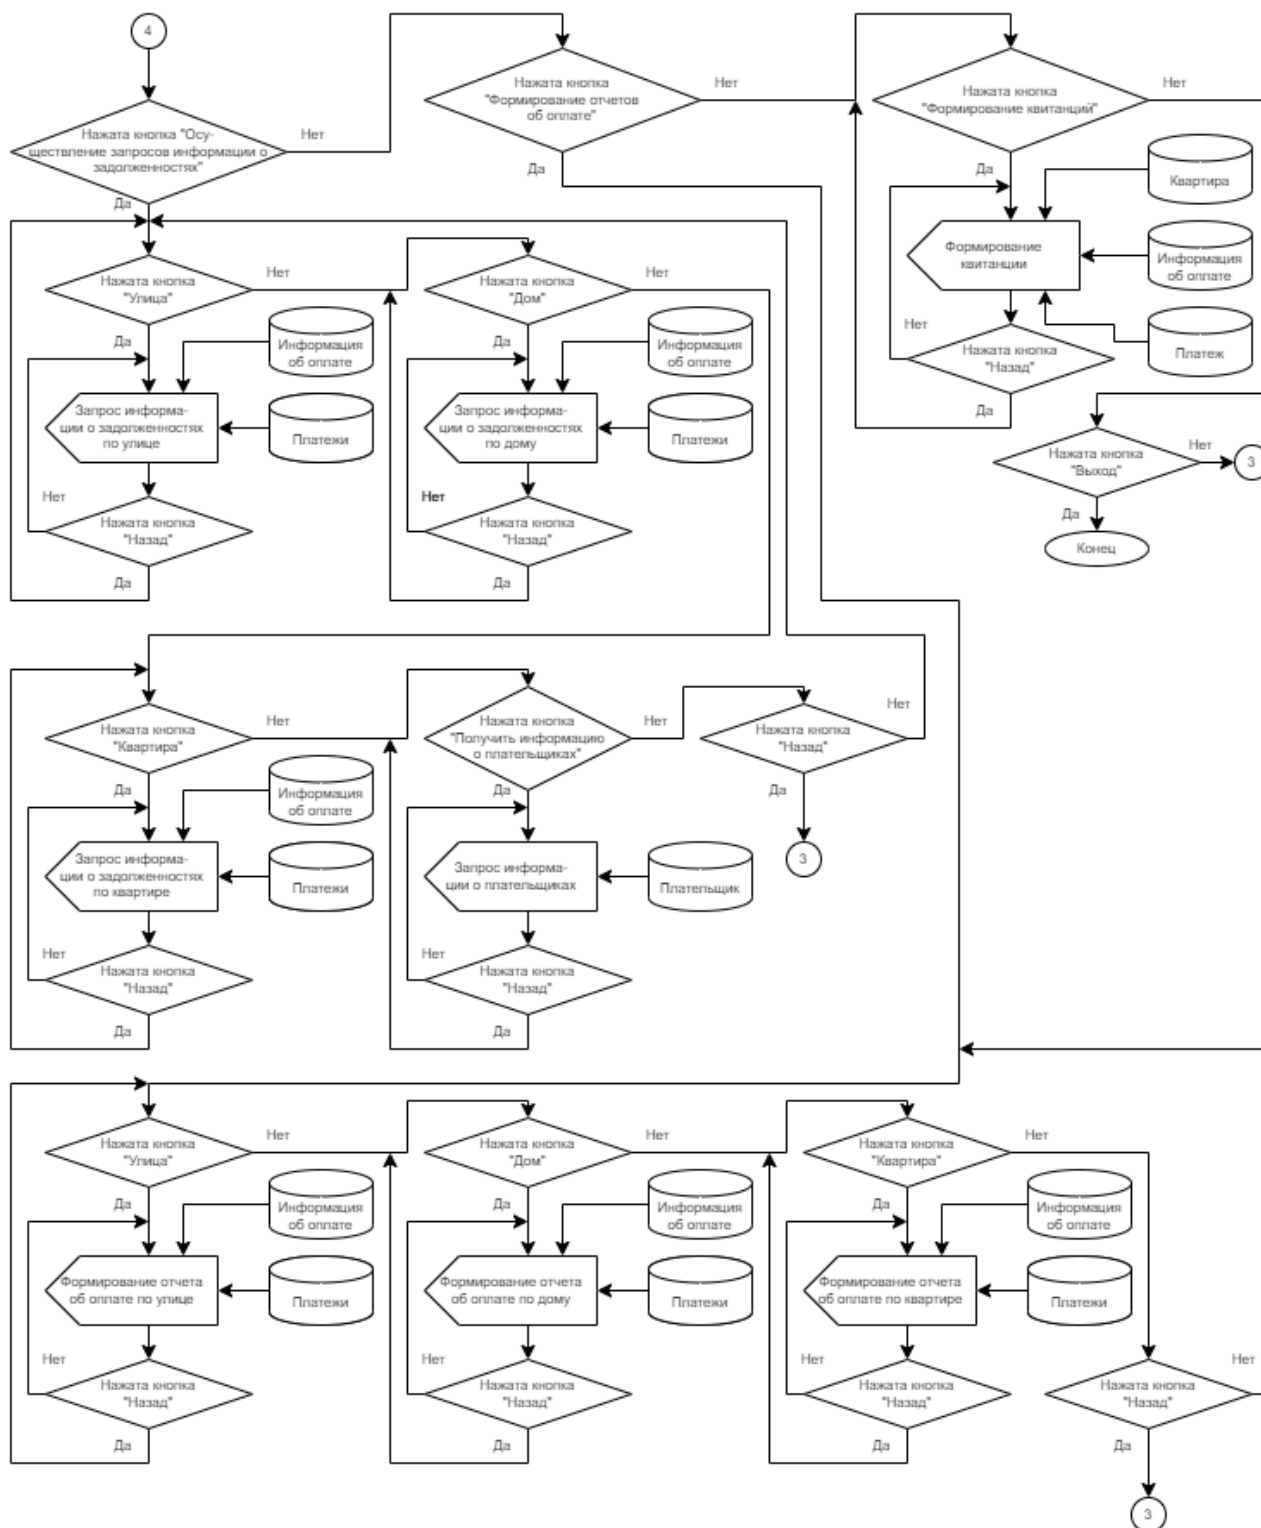 4
Нажата кнопка "Осу-
ществление запросов информации о
задолженностях"
Нет
Да
Нажата кнопка
"Формирование отчетов
об оплате"
Нет
Да
Нажата кнопка
"Формирование квитанций"
Нет
Да
Квартира
Формирование
квитанции
Информация
об оплате
Платеж
Нет
Нажата кнопка
"Назад"
Да
Нажата кнопка
"Выход"
Нет
3
Да
Конец
Нажата кнопка
"Улица"
Нет
Да
Информация
об оплате
Запрос информа-
ции о задолженностях
по улице
Платежи
Нет
Нажата кнопка
"Назад"
Да
Нажата кнопка
"Дом"
Нет
Да
Информация
об оплате
Запрос информа-
ции о задолженностях
по дому
Платежи
Нет
Нажата кнопка
"Назад"
Да
Нажата кнопка
"Квартира"
Нет
Да
Информация
об оплате
Запрос информа-
ции о задолженностях
по квартире
Платежи
Нет
Нажата кнопка
"Назад"
Да
Нажата кнопка
"Получить информацию
о плательщиках"
Нет
Да
Запрос информа-
ции о плательщиках
Плательщик
Нет
Нажата кнопка
"Назад"
Да
Нажата кнопка
"Назад"
Нет
Да
3
Нажата кнопка
"Улица"
Нет
Да
Информация
об оплате
Формирование отчета
об оплате по улице
Платежи
Нет
Нажата кнопка
"Назад"
Да
Нажата кнопка
"Дом"
Нет
Да
Информация
об оплате
Формирование отчета
об оплате по дому
Платежи
Нет
Нажата кнопка
"Назад"
Да
Нажата кнопка
"Квартира"
Нет
Да
Информация
об оплате
Формирование отчета
об оплате по квартире
Платежи
Нет
Нажата кнопка
"Назад"
Да
Нажата кнопка
"Назад"
Нет
Да
3